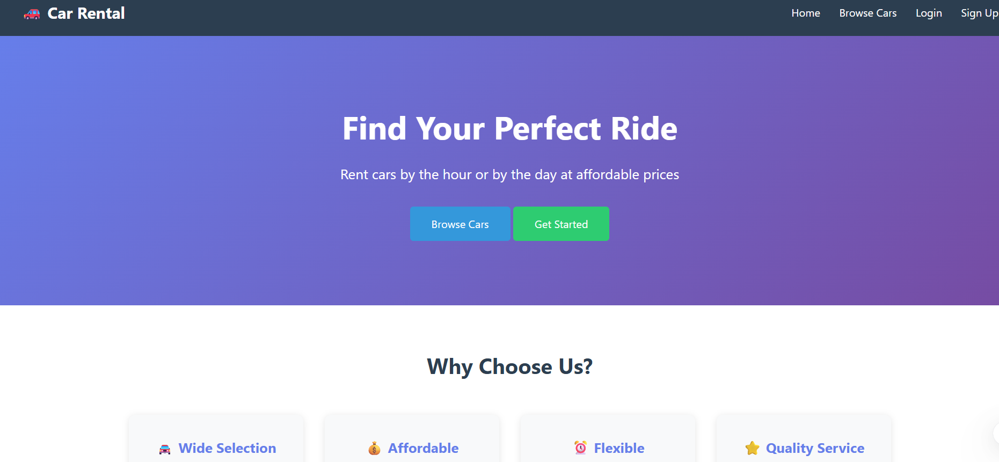 Car Rental
Home Browse Cars Login Sign Up
Find Your Perfect Ride
Rent cars by the hour or by the day at affordable prices
Browse Cars Get Started
Why Choose Us?
Wide Selection Affordable Flexible Quality Service